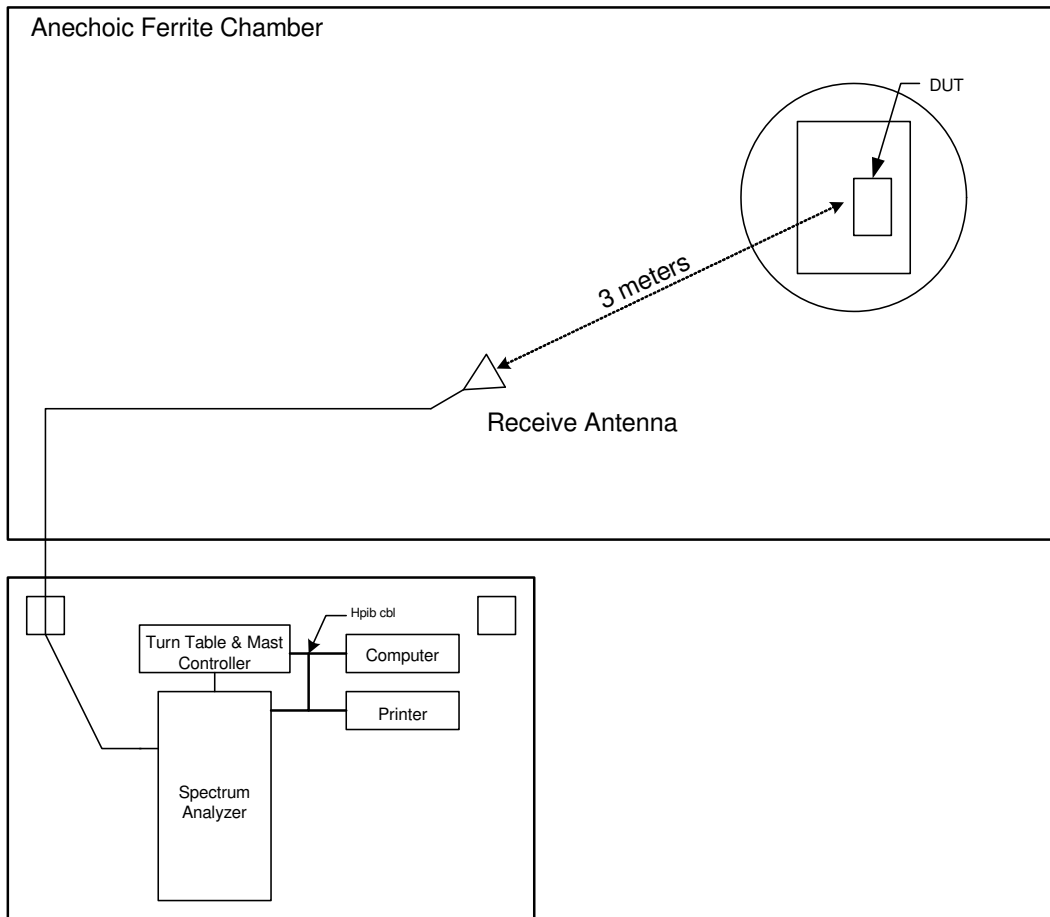 Anechoic Ferrite Chamber
DUT
3 meters
Receive Antenna
Hpib cbl
Turn Table & Mast
Controller
Computer
Printer
Spectrum
Analyzer